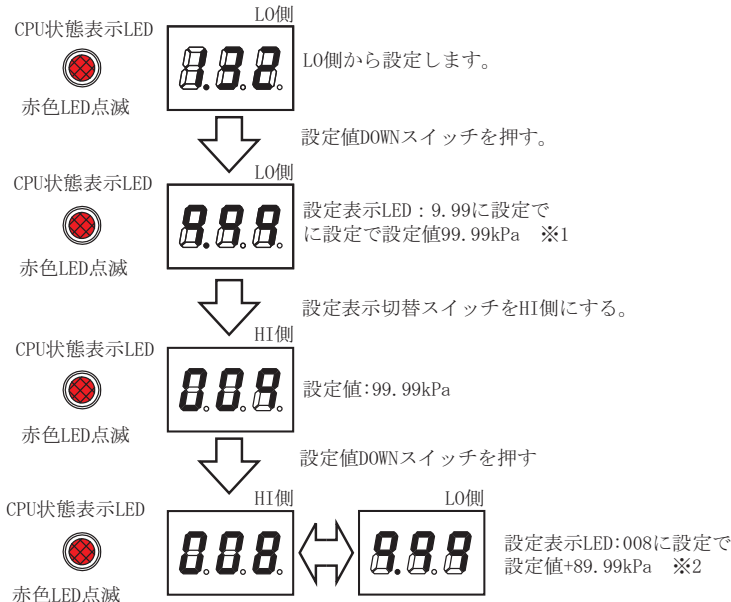 LO側
CPU状態表示LED
1.32
LO側から設定します。
赤色LED点滅
設定値DOWNスイッチを押す。
LO側
CPU状態表示LED
9.99
設定表示LED：9.99に設定で
に設定で設定値99.99kPa　※1
赤色LED点滅
設定表示切替スイッチをHI側にする。
HI側
CPU状態表示LED
009
設定値:99.99kPa
赤色LED点滅
設定値DOWNスイッチを押す
HI側
LO側
CPU状態表示LED
008
9.99
設定表示LED:008に設定で
設定値+89.99kPa　※2
赤色LED点滅